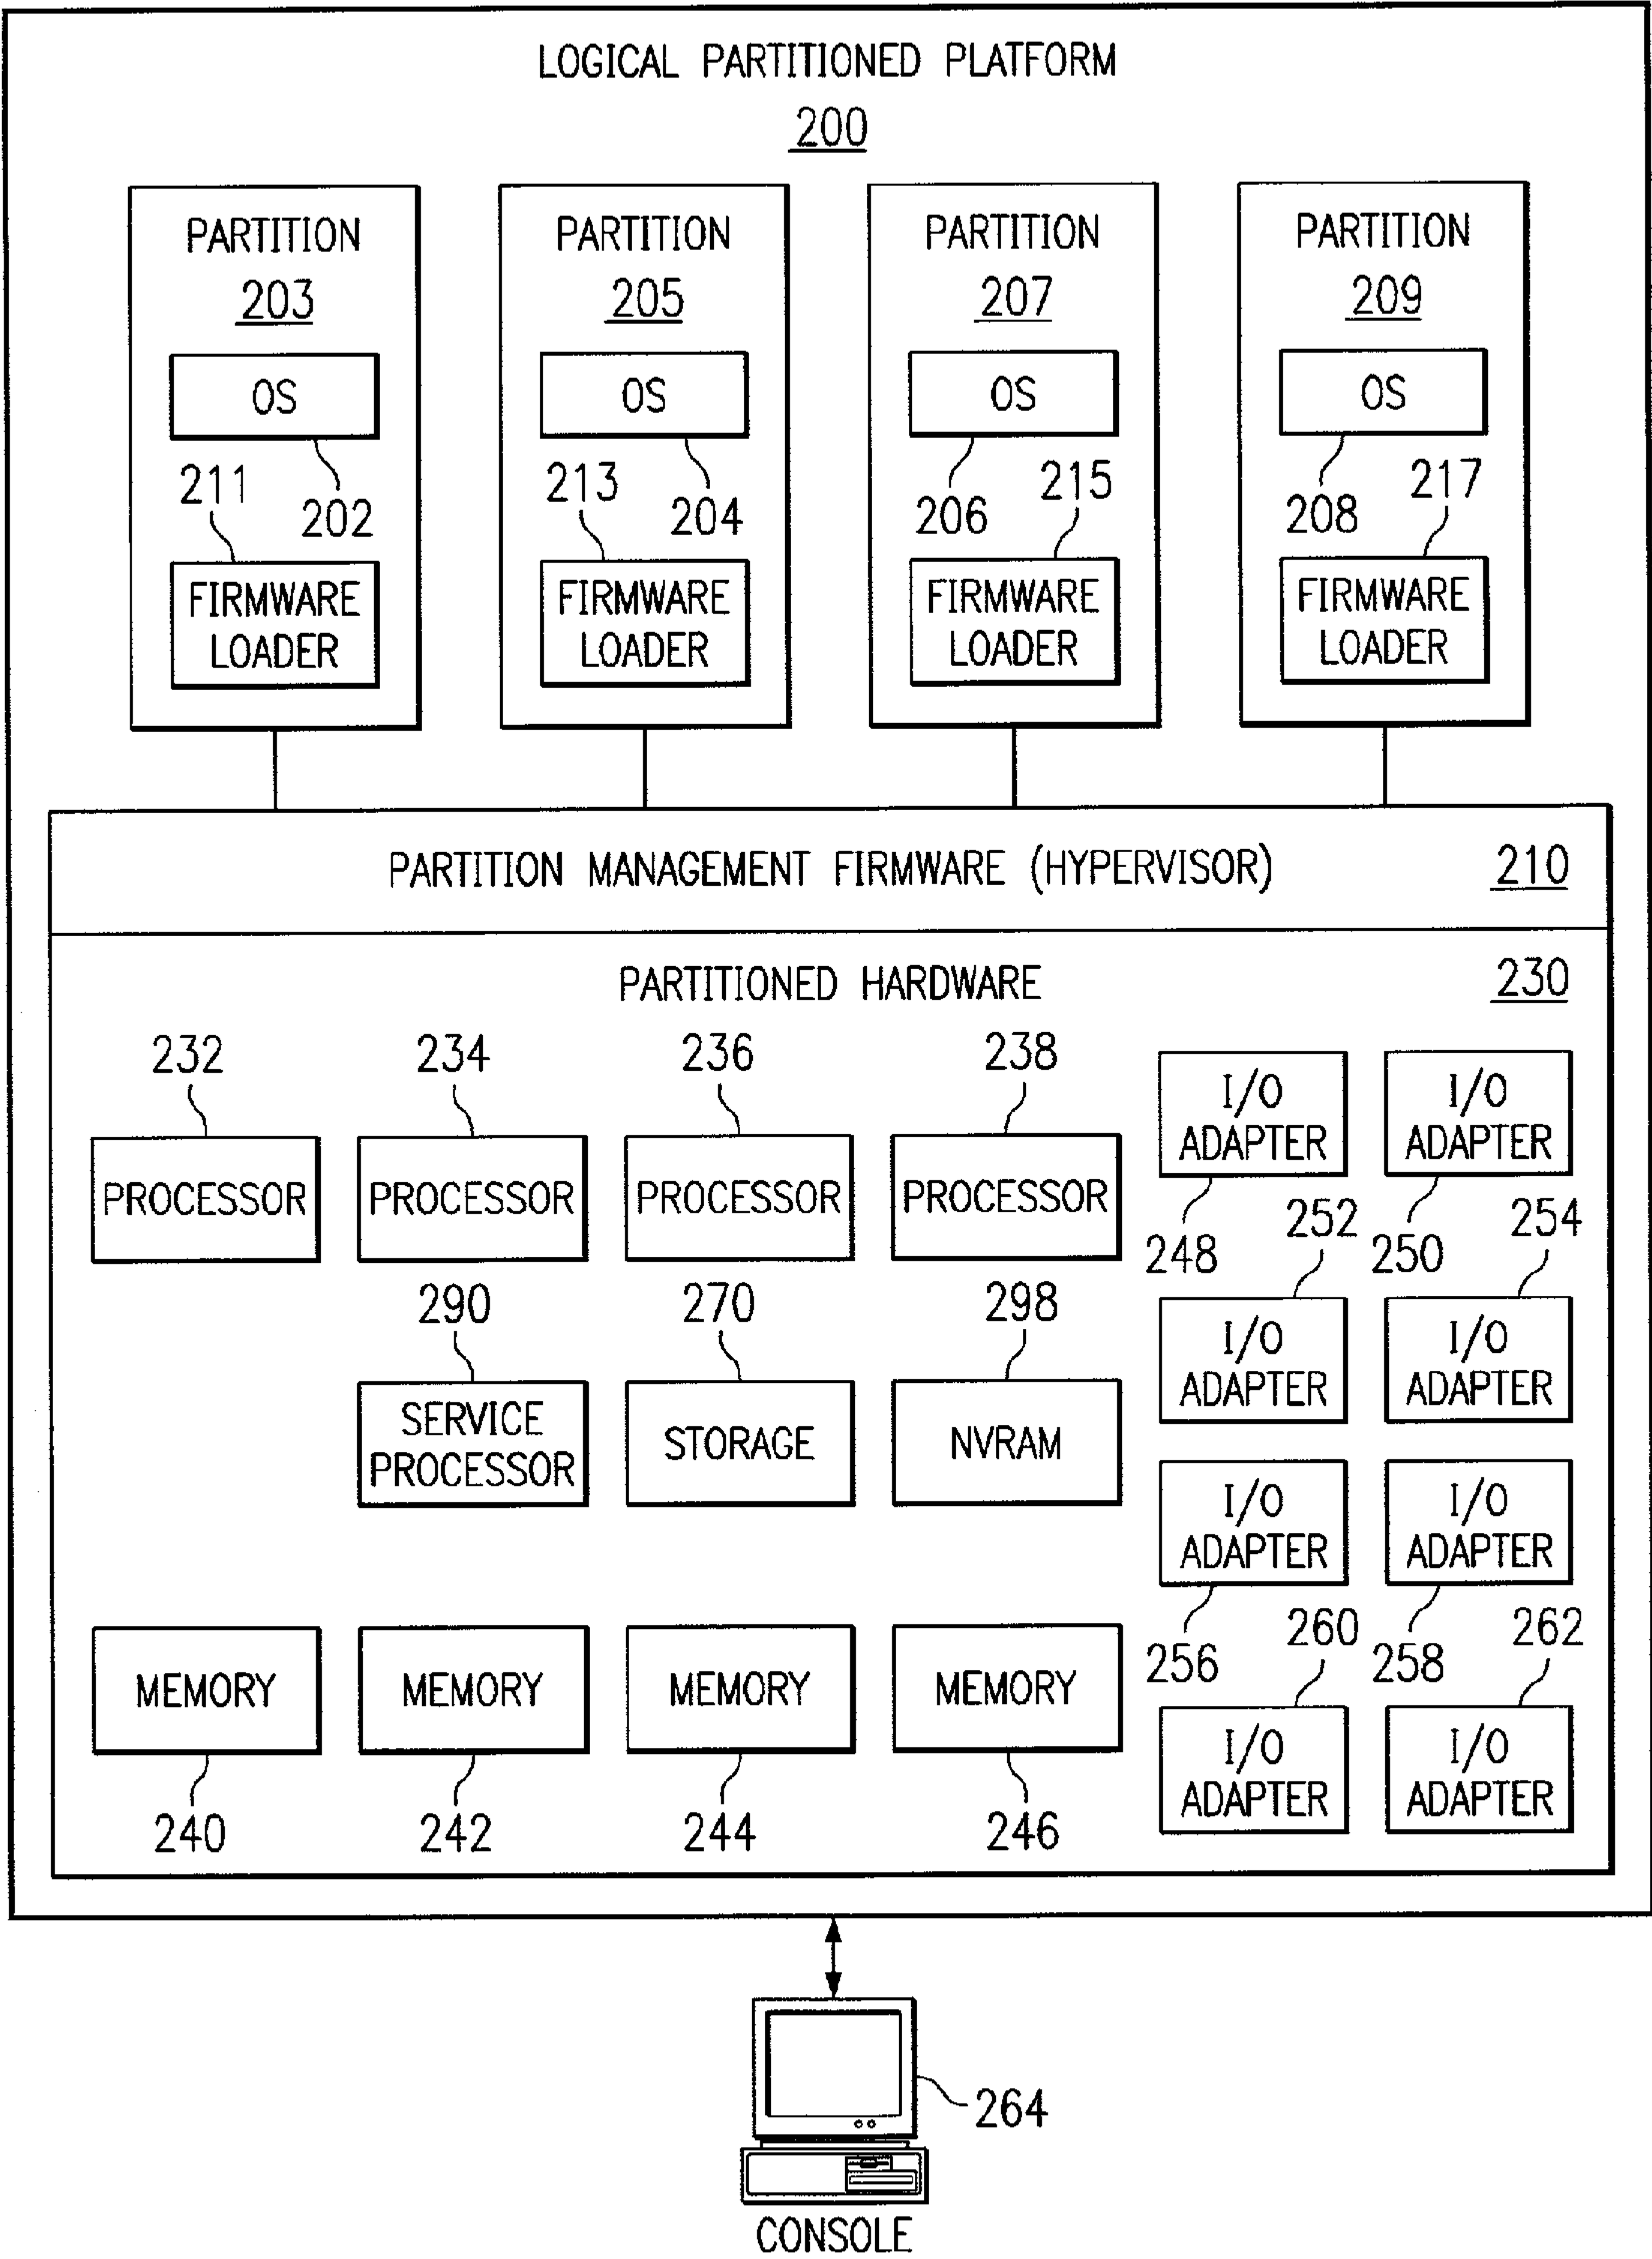 LOGICAL PARTITIONED PLATFORM
200
PARTITION PARTITION PARTITION PARTITION
203 205 207 209
OS OS OS OS
211 202 213 204 206 215 208 217
FIRMWARE LOADER FIRMWARE LOADER FIRMWARE LOADER FIRMWARE LOADER
PARTITION MANAGEMENT FIRMWARE (HYPERVISOR) 210
PARTITIONED HARDWARE 230
232 234 236 238
PROCESSOR PROCESSOR PROCESSOR PROCESSOR
I/O ADAPTER I/O ADAPTER
248 252 250 254
290 270 298
SERVICE PROCESSOR STORAGE NVRAM
I/O ADAPTER I/O ADAPTER
I/O ADAPTER I/O ADAPTER
256 260 258 262
MEMORY MEMORY MEMORY MEMORY
240 242 244 246
I/O ADAPTER I/O ADAPTER
264
CONSOLE